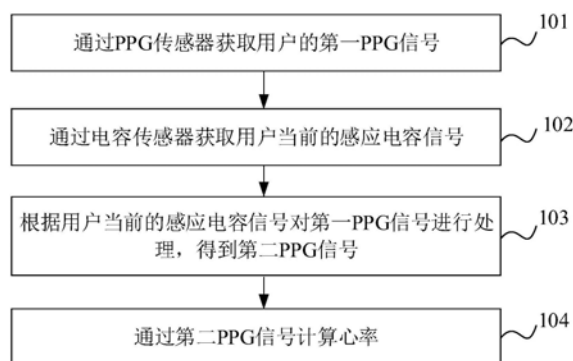 通过PPG传感器获取用户的第一PPG信号
101
通过电容传感器获取用户当前的感应电容信号
102
根据用户当前的感应电容信号对第一PPG信号进行处
理，得到第二PPG信号
103
通过第二PPG信号计算心率
104